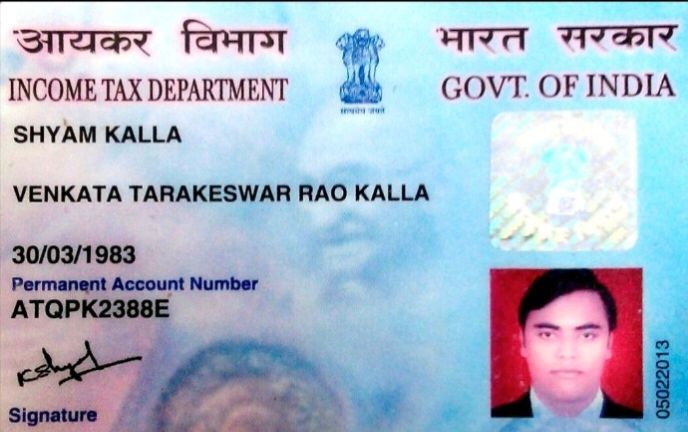 आयकर विभाग
भारत सरकार
INCOME TAX DEPARTMENT
GOVT. OF INDIA
सत्यमेव जयते
SHYAM KALLA
VENKATA TARAKESWAR RAO KALLA
30/03/1983
Permanent Account Number
ATQPK2388E
KShyam
Signature
05022013